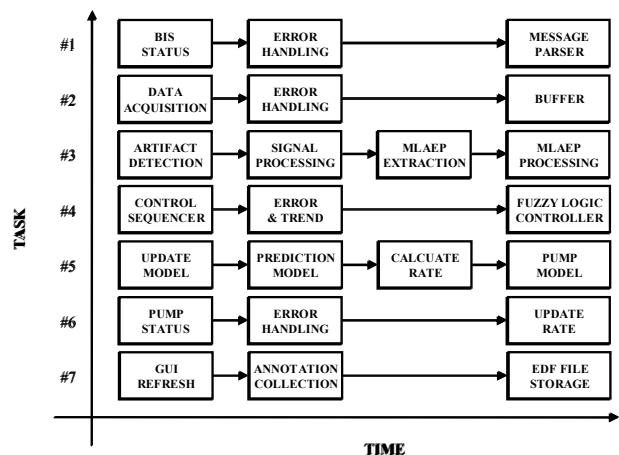 #1
BIS
STATUS
ERROR
HANDLING
MESSAGE
PARSER
#2
DATA
ACQUISITION
ERROR
HANDLING
BUFFER
#3
ARTIFACT
DETECTION
SIGNAL
PROCESSING
MLAEP
EXTRACTION
MLAEP
PROCESSING
#4
CONTROL
SEQUENCER
ERROR
& TREND
FUZZY LOGIC
CONTROLLER
#5
UPDATE
MODEL
PREDICTION
MODEL
CALCUATE
RATE
PUMP
MODEL
#6
PUMP
STATUS
ERROR
HANDLING
UPDATE
RATE
#7
GUI
REFRESH
ANNOTATION
COLLECTION
EDF FILE
STORAGE
TASK
TIME